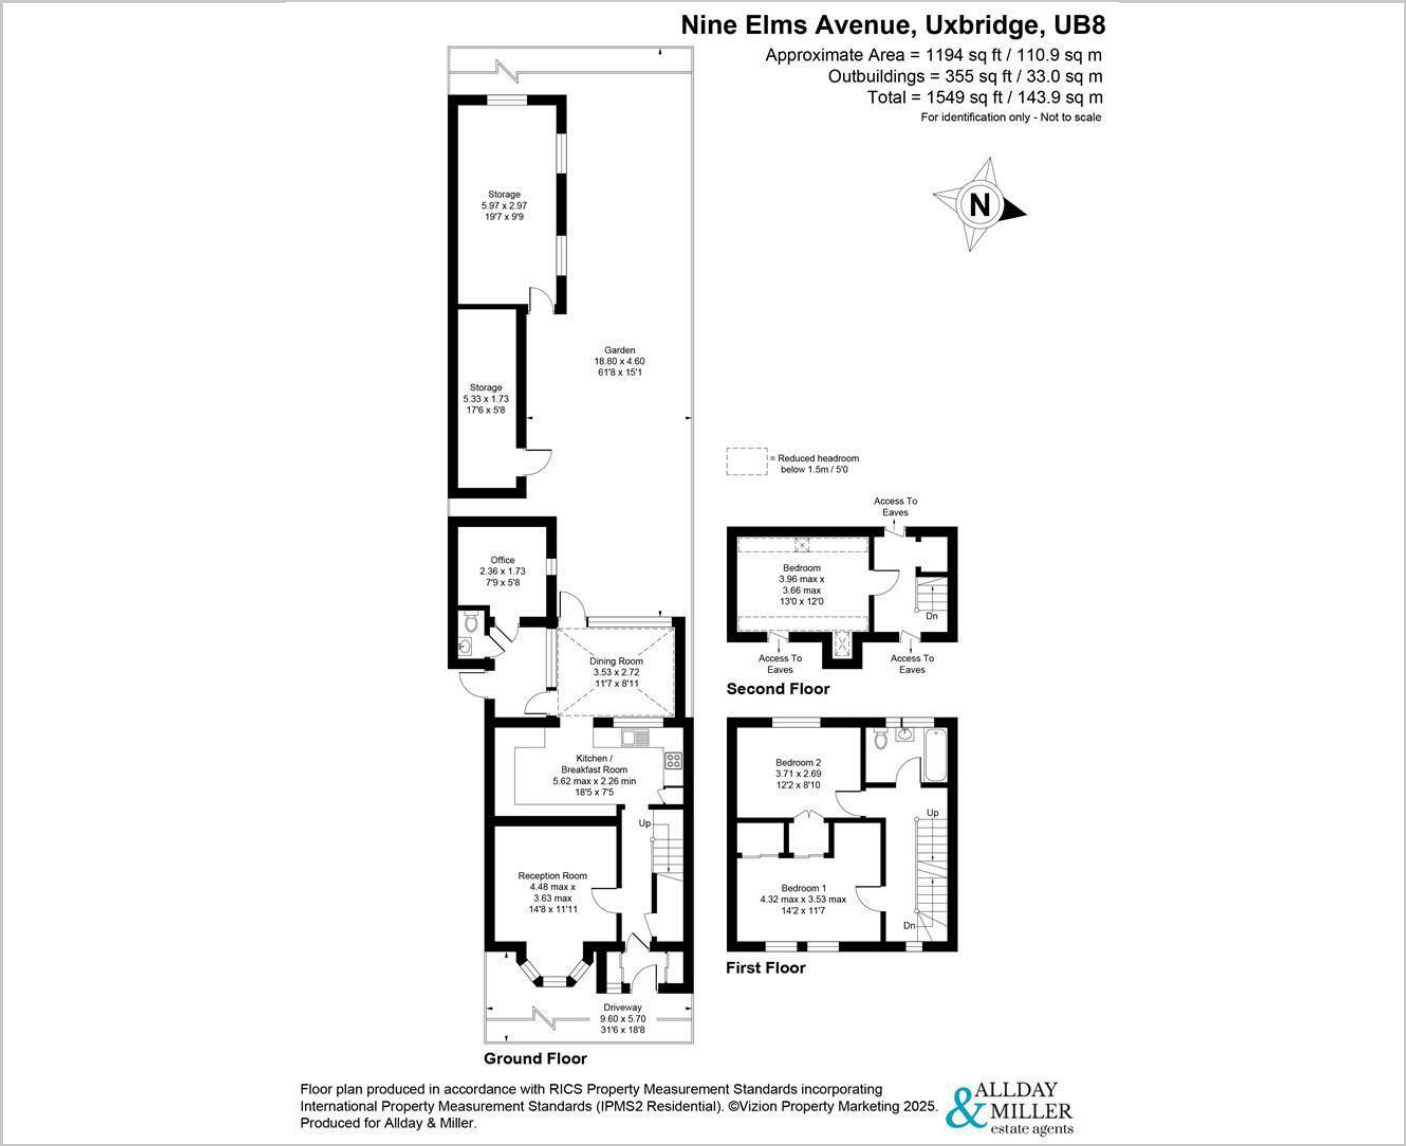 Nine Elms Avenue, Uxbridge, UB8
Approximate Area = 1194 sq ft / 110.9 sq m
Outbuildings = 355 sq ft / 33.0 sq m
Total = 1549 sq ft / 143.9 sq m
For identification only - Not to scale
N
Storage
5.97 x 2.97
19'7 x 9'9
Garden
18.80 x 4.60
61'8 x 15'1
Storage
5.33 x 1.73
17'6 x 5'8
= Reduced headroom
below 1.5m / 5'0
Office
2.36 x 1.73
7'9 x 5'8
Dining Room
3.53 x 2.72
11'7 x 8'11
Kitchen /
Breakfast Room
5.62 max x 2.26 min
18'5 x 7'5
Up
Reception Room
4.48 max x
3.63 max
14'8 x 11'11
Driveway
9.60 x 5.70
31'6 x 18'8
Ground Floor
Access To
Eaves
Bedroom
3.96 max x
3.66 max
13'0 x 12'0
Dn
Access To
Eaves
Access To
Eaves
Second Floor
Bedroom 2
3.71 x 2.69
12'2 x 8'10
Up
Bedroom 1
4.32 max x 3.53 max
14'2 x 11'7
Dn
First Floor
Floor plan produced in accordance with RICS Property Measurement Standards incorporating
International Property Measurement Standards (IPMS2 Residential). ©Vizion Property Marketing 2025.
Produced for Allday & Miller.
ALLDAY
& MILLER
estate agents